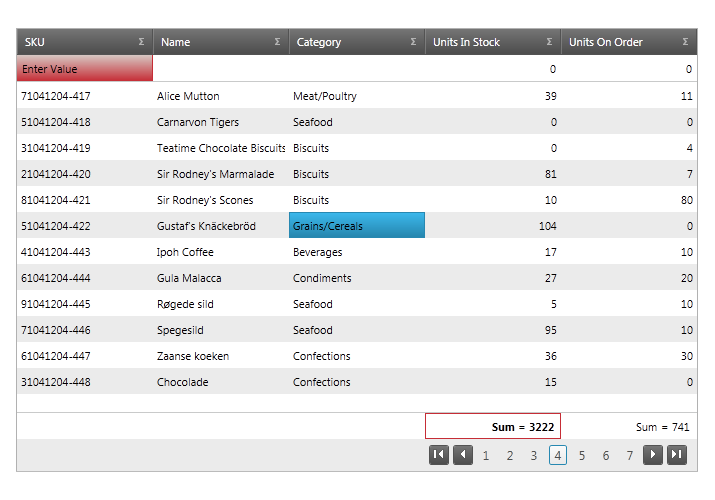 SKU Σ Name Σ Category Σ Units In Stock Σ Units On Order Σ
Enter Value 0 0
71041204-417 Alice Mutton Meat/Poultry 39 11
51041204-418 Carnarvon Tigers Seafood 0 0
31041204-419 Teatime Chocolate Biscuits Biscuits 0 4
21041204-420 Sir Rodney's Marmalade Biscuits 81 7
81041204-421 Sir Rodney's Scones Biscuits 10 80
51041204-422 Gustaf's Knäckebröd Grains/Cereals 104 0
41041204-443 Ipoh Coffee Beverages 17 10
61041204-444 Gula Malacca Condiments 27 20
91041204-445 Røgede sild Seafood 5 10
71041204-446 Spegesild Seafood 95 10
61041204-447 Zaanse koeken Confections 36 30
31041204-448 Chocolade Confections 15 0
Sum = 3222 Sum = 741
1 2 3 4 5 6 7